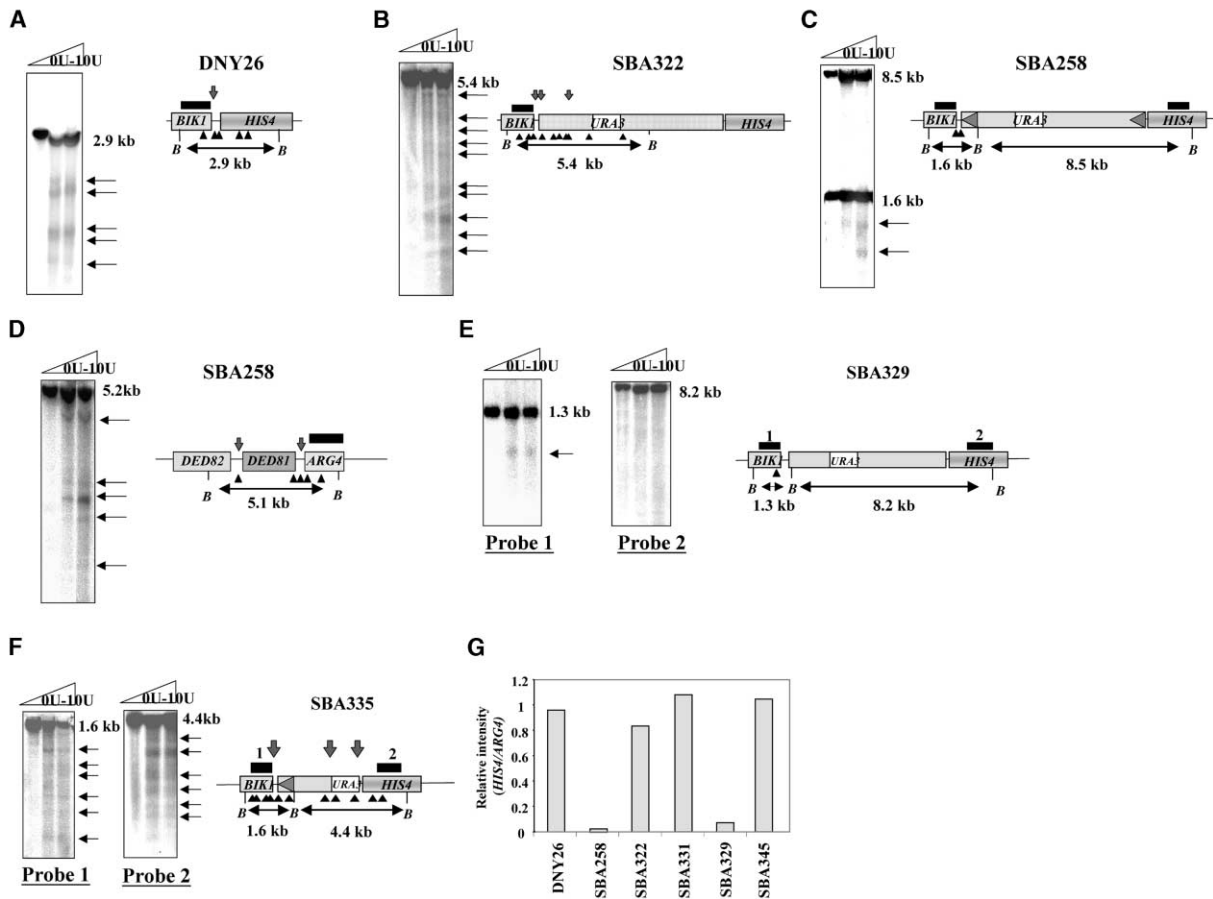 A
0U-10U
DNY26
2.9 kb
BIK1
HIS4
B
B
2.9 kb
B
0U-10U
SBA322
5.4 kb
BIK1
URA3
HIS4
B
B
5.4 kb
C
0U-10U
SBA258
8.5 kb
1.6 kb
BIK1
URA3
HIS4
B
B
B
1.6 kb
8.5 kb
D
0U-10U
SBA258
5.2kb
DED82
DED81
ARG4
B
B
5.1 kb
E
0U-10U
0U-10U
SBA329
1.3 kb
8.2 kb
1
2
BIK1
URA3
HIS4
B
B
B
1.3 kb
8.2 kb
Probe 1
Probe 2
F
0U-10U
0U-10U
SBA335
1.6 kb
4.4kb
1
2
BIK1
URA3
HIS4
B
B
B
1.6 kb
4.4 kb
Probe 1
Probe 2
G
Relative intensity
(HIS4/ARG4)
1.2
1
0.8
0.6
0.4
0.2
0
DNY26
SBA258
SBA322
SBA331
SBA329
SBA345